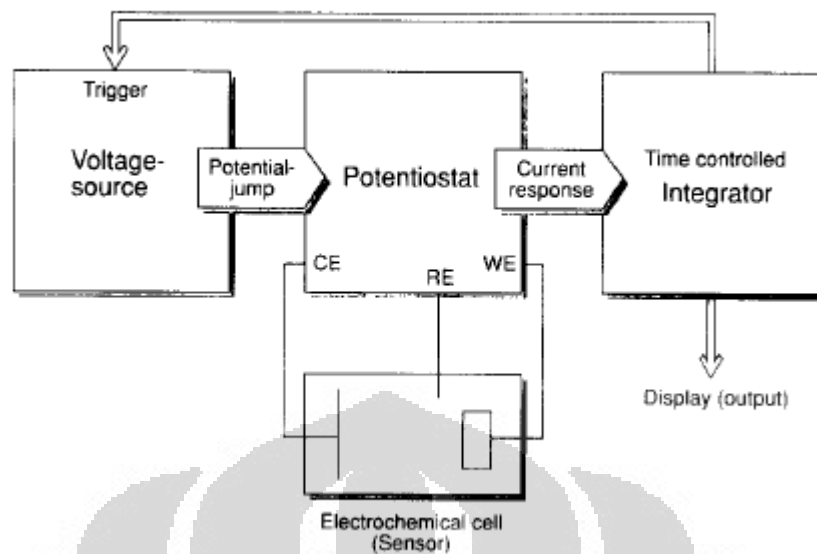 Trigger
Voltage-
source
Potential-
jump
Potentiostat
CE
RE
WE
Current
response
Time controlled
Integrator
Display (output)
Electrochemical cell
(Sensor)